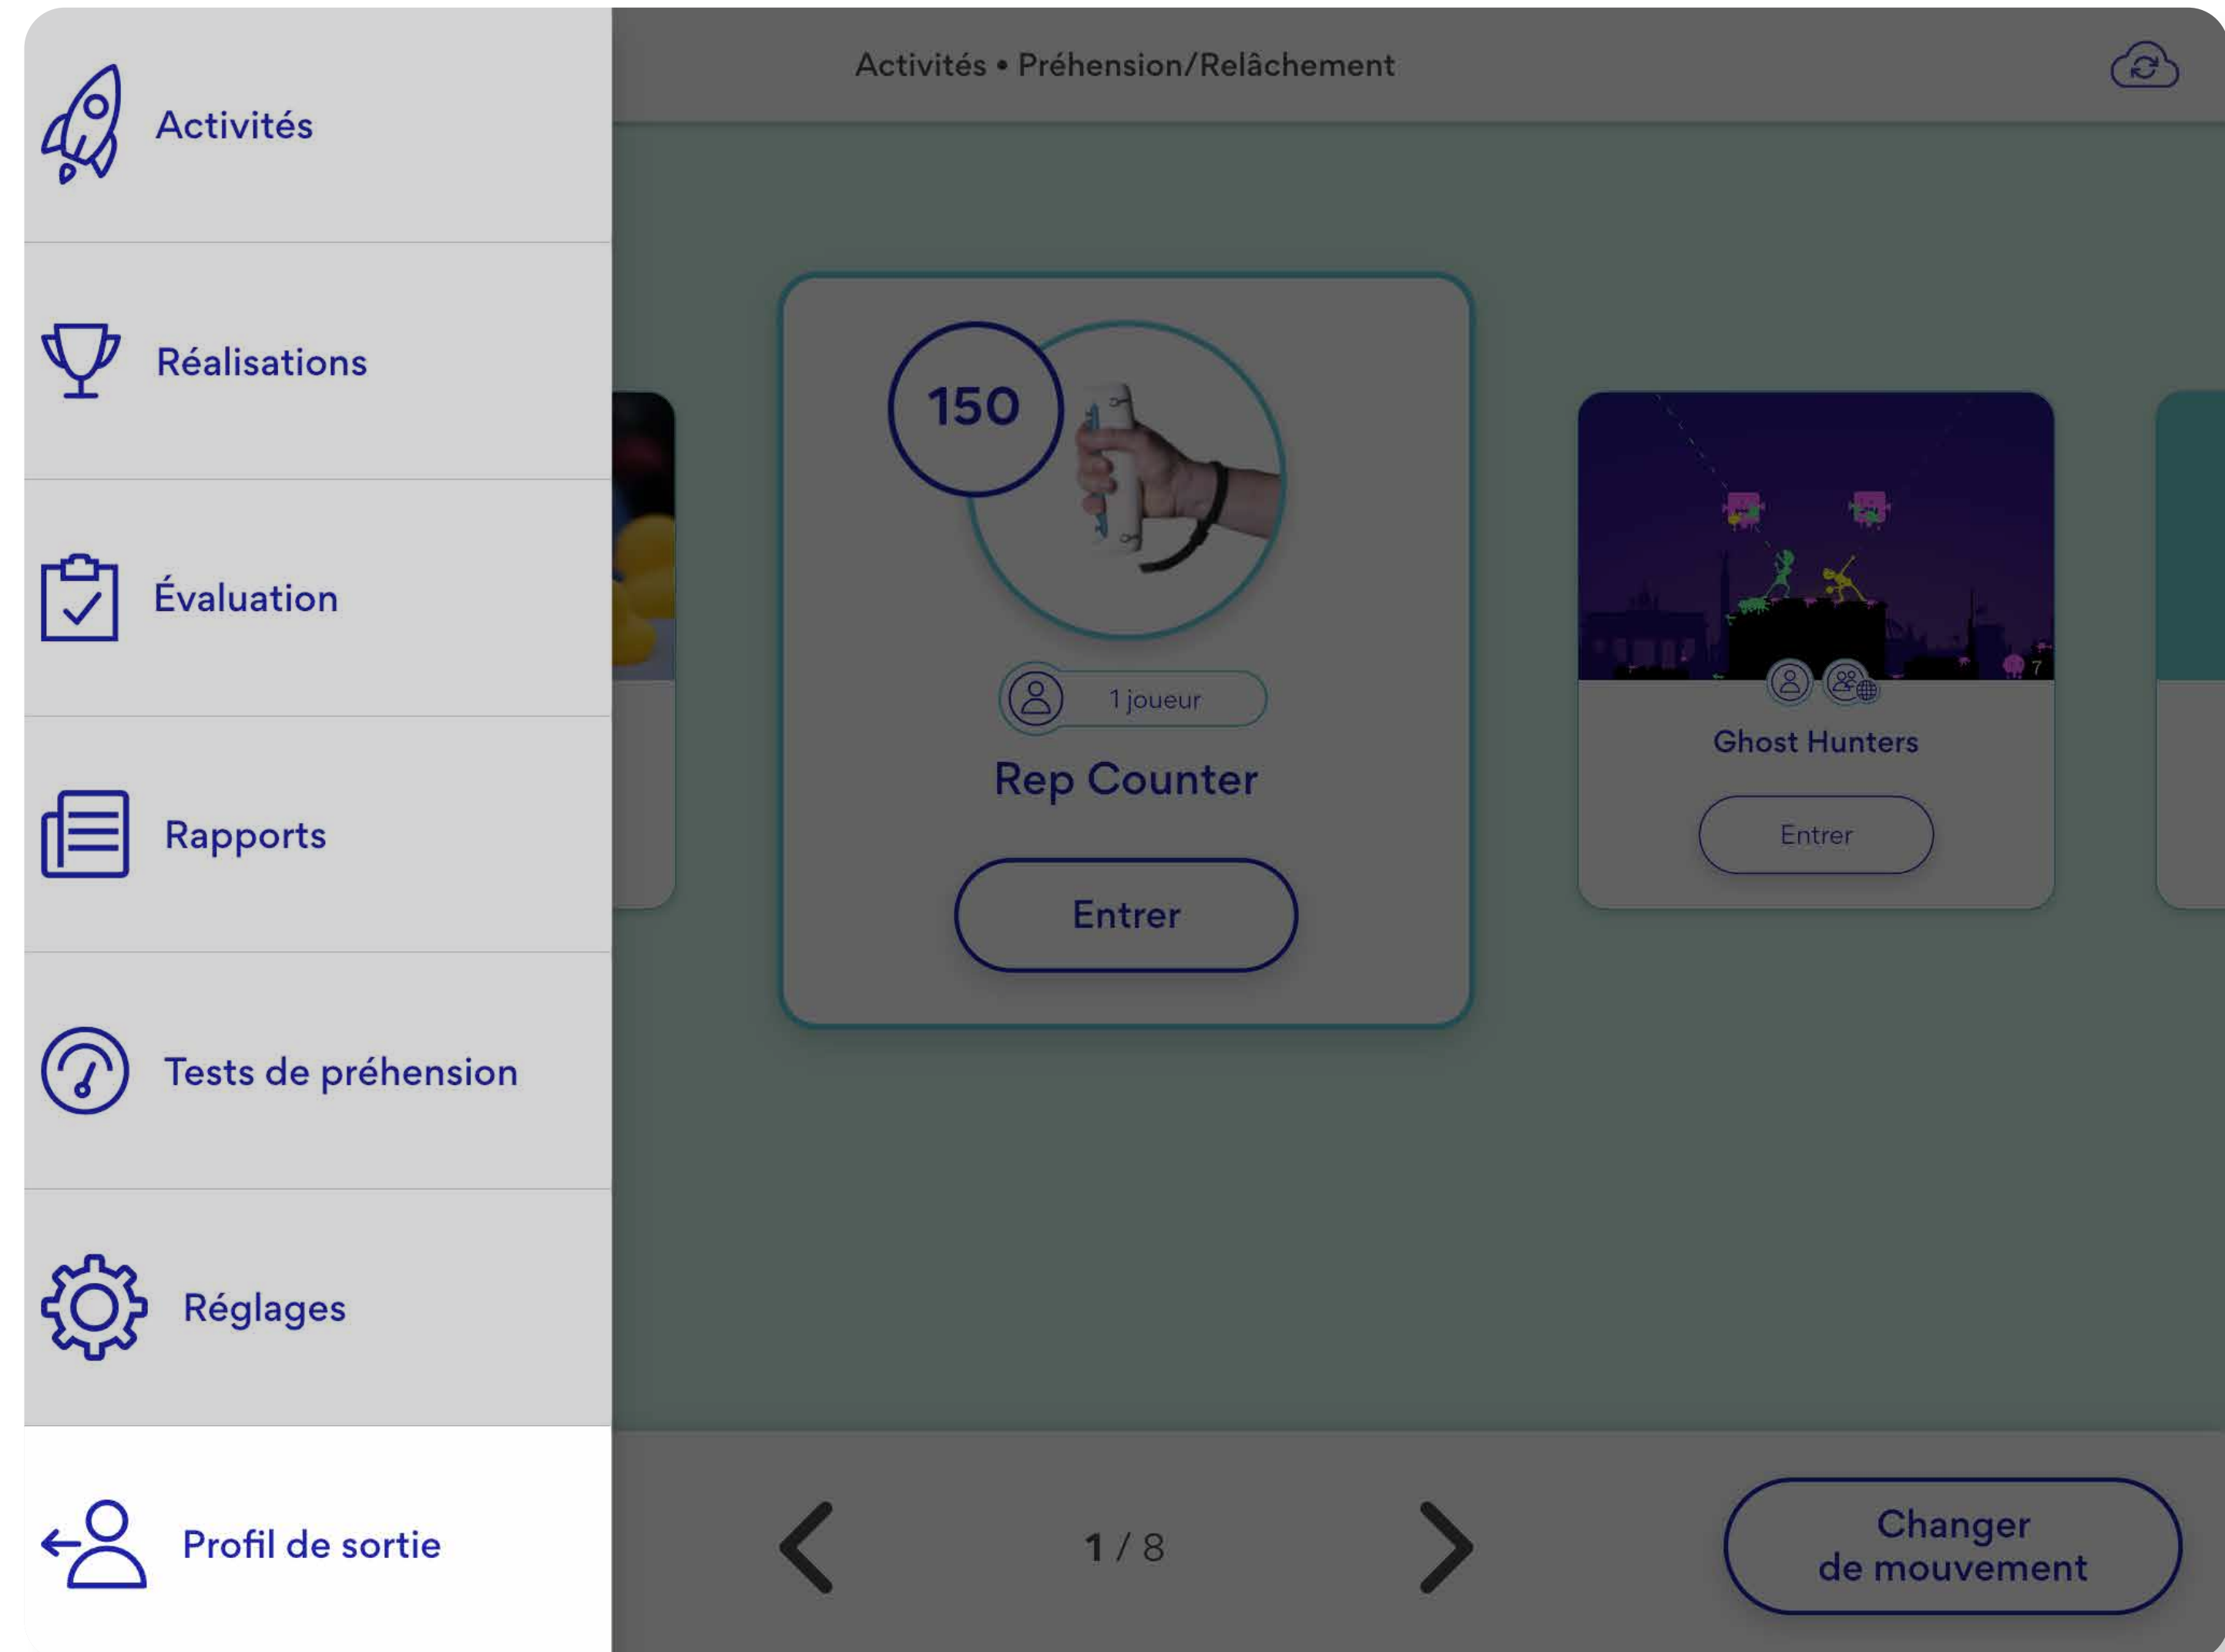 Activités
Réalisations
Évaluation
Rapports
Tests de préhension
Réglages
Profil de sortie
Activités • Préhension/Relâchement
150
1 joueur
Rep Counter
Entrer
7
Ghost Hunters
Entrer
1 / 8
Changer
de mouvement